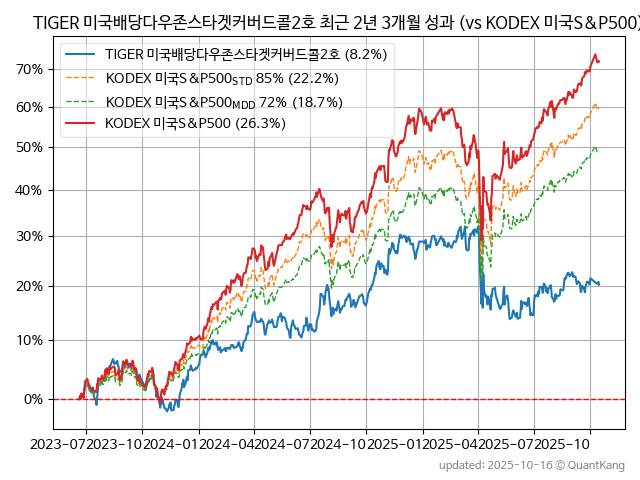 TIGER 미국배당다우존스타겟커버드콜2호 최근 2년 3개월 성과 (vs KODEX 미국S&P500)
TIGER 미국배당다우존스타겟커버드콜2호 (8.2%)
KODEX 미국S&P500STD 85% (22.2%)
KODEX 미국S&P500MDD 72% (18.7%)
KODEX 미국S&P500 (26.3%)
70%
60%
50%
40%
30%
20%
10%
0%
2023-07 2023-10 2024-01 2024-04 2024-07 2024-10 2025-01 2025-04 2025-07 2025-10
updated: 2025-10-16 © QuantKang